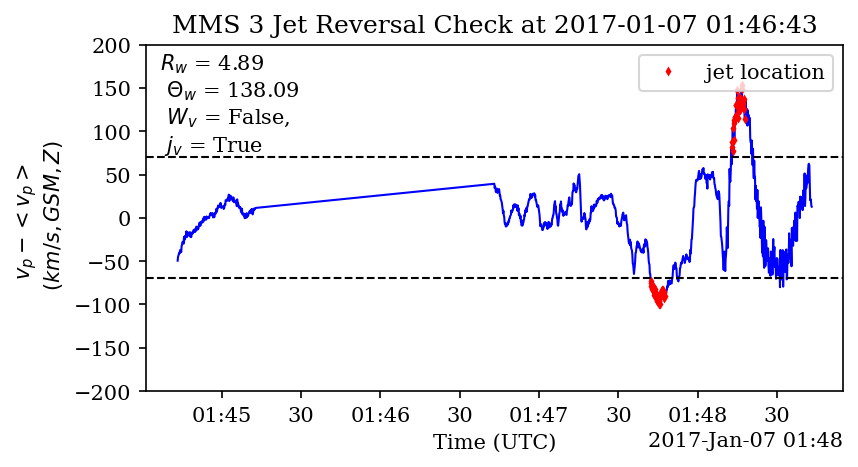 MMS 3 Jet Reversal Check at 2017-01-07 01:46:43
R_w = 4.89
Θ_w = 138.09
W_v = False,
j_v = True
jet location
200
150
100
50
0
−50
−100
−150
−200
v_p − <v_p>
(km/s, GSM, Z)
01:45 30 01:46 30 01:47 30 01:48 30
Time (UTC)
2017-Jan-07 01:48